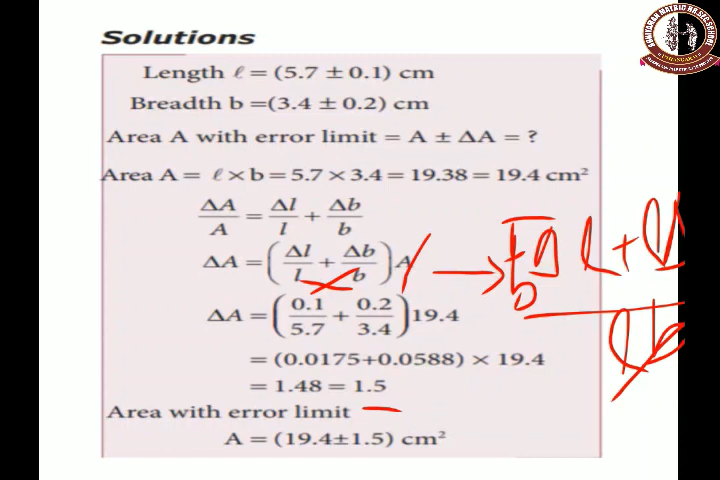 Solutions
Length ℓ = (5.7 ± 0.1) cm
Breadth b =(3.4 ± 0.2) cm
Area A with error limit = A ± ΔA = ?
Area A = ℓ × b = 5.7 × 3.4 = 19.38 = 19.4 cm²
ΔA/A = Δl/l + Δb/b
ΔA = (Δl/l + Δb/b) A
ΔA = (0.1/5.7 + 0.2/3.4) 19.4
= (0.0175+0.0588) × 19.4
= 1.48 = 1.5
Area with error limit
A = (19.4±1.5) cm²